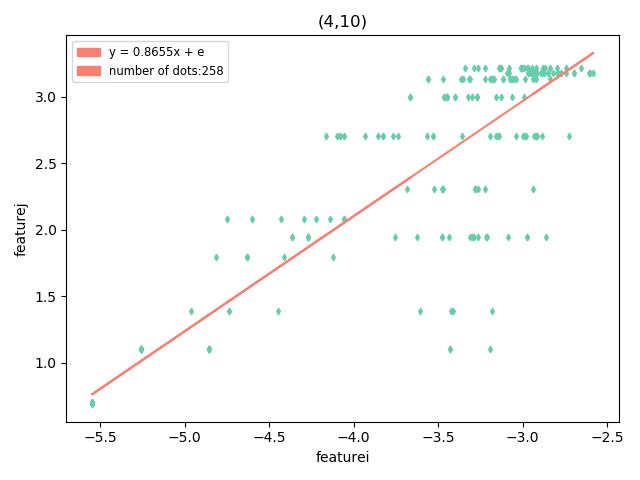 (4,10)
y = 0.8655x + e
number of dots:258
featurej
3.0
2.5
2.0
1.5
1.0
−5.5 −5.0 −4.5 −4.0 −3.5 −3.0 −2.5
featurei